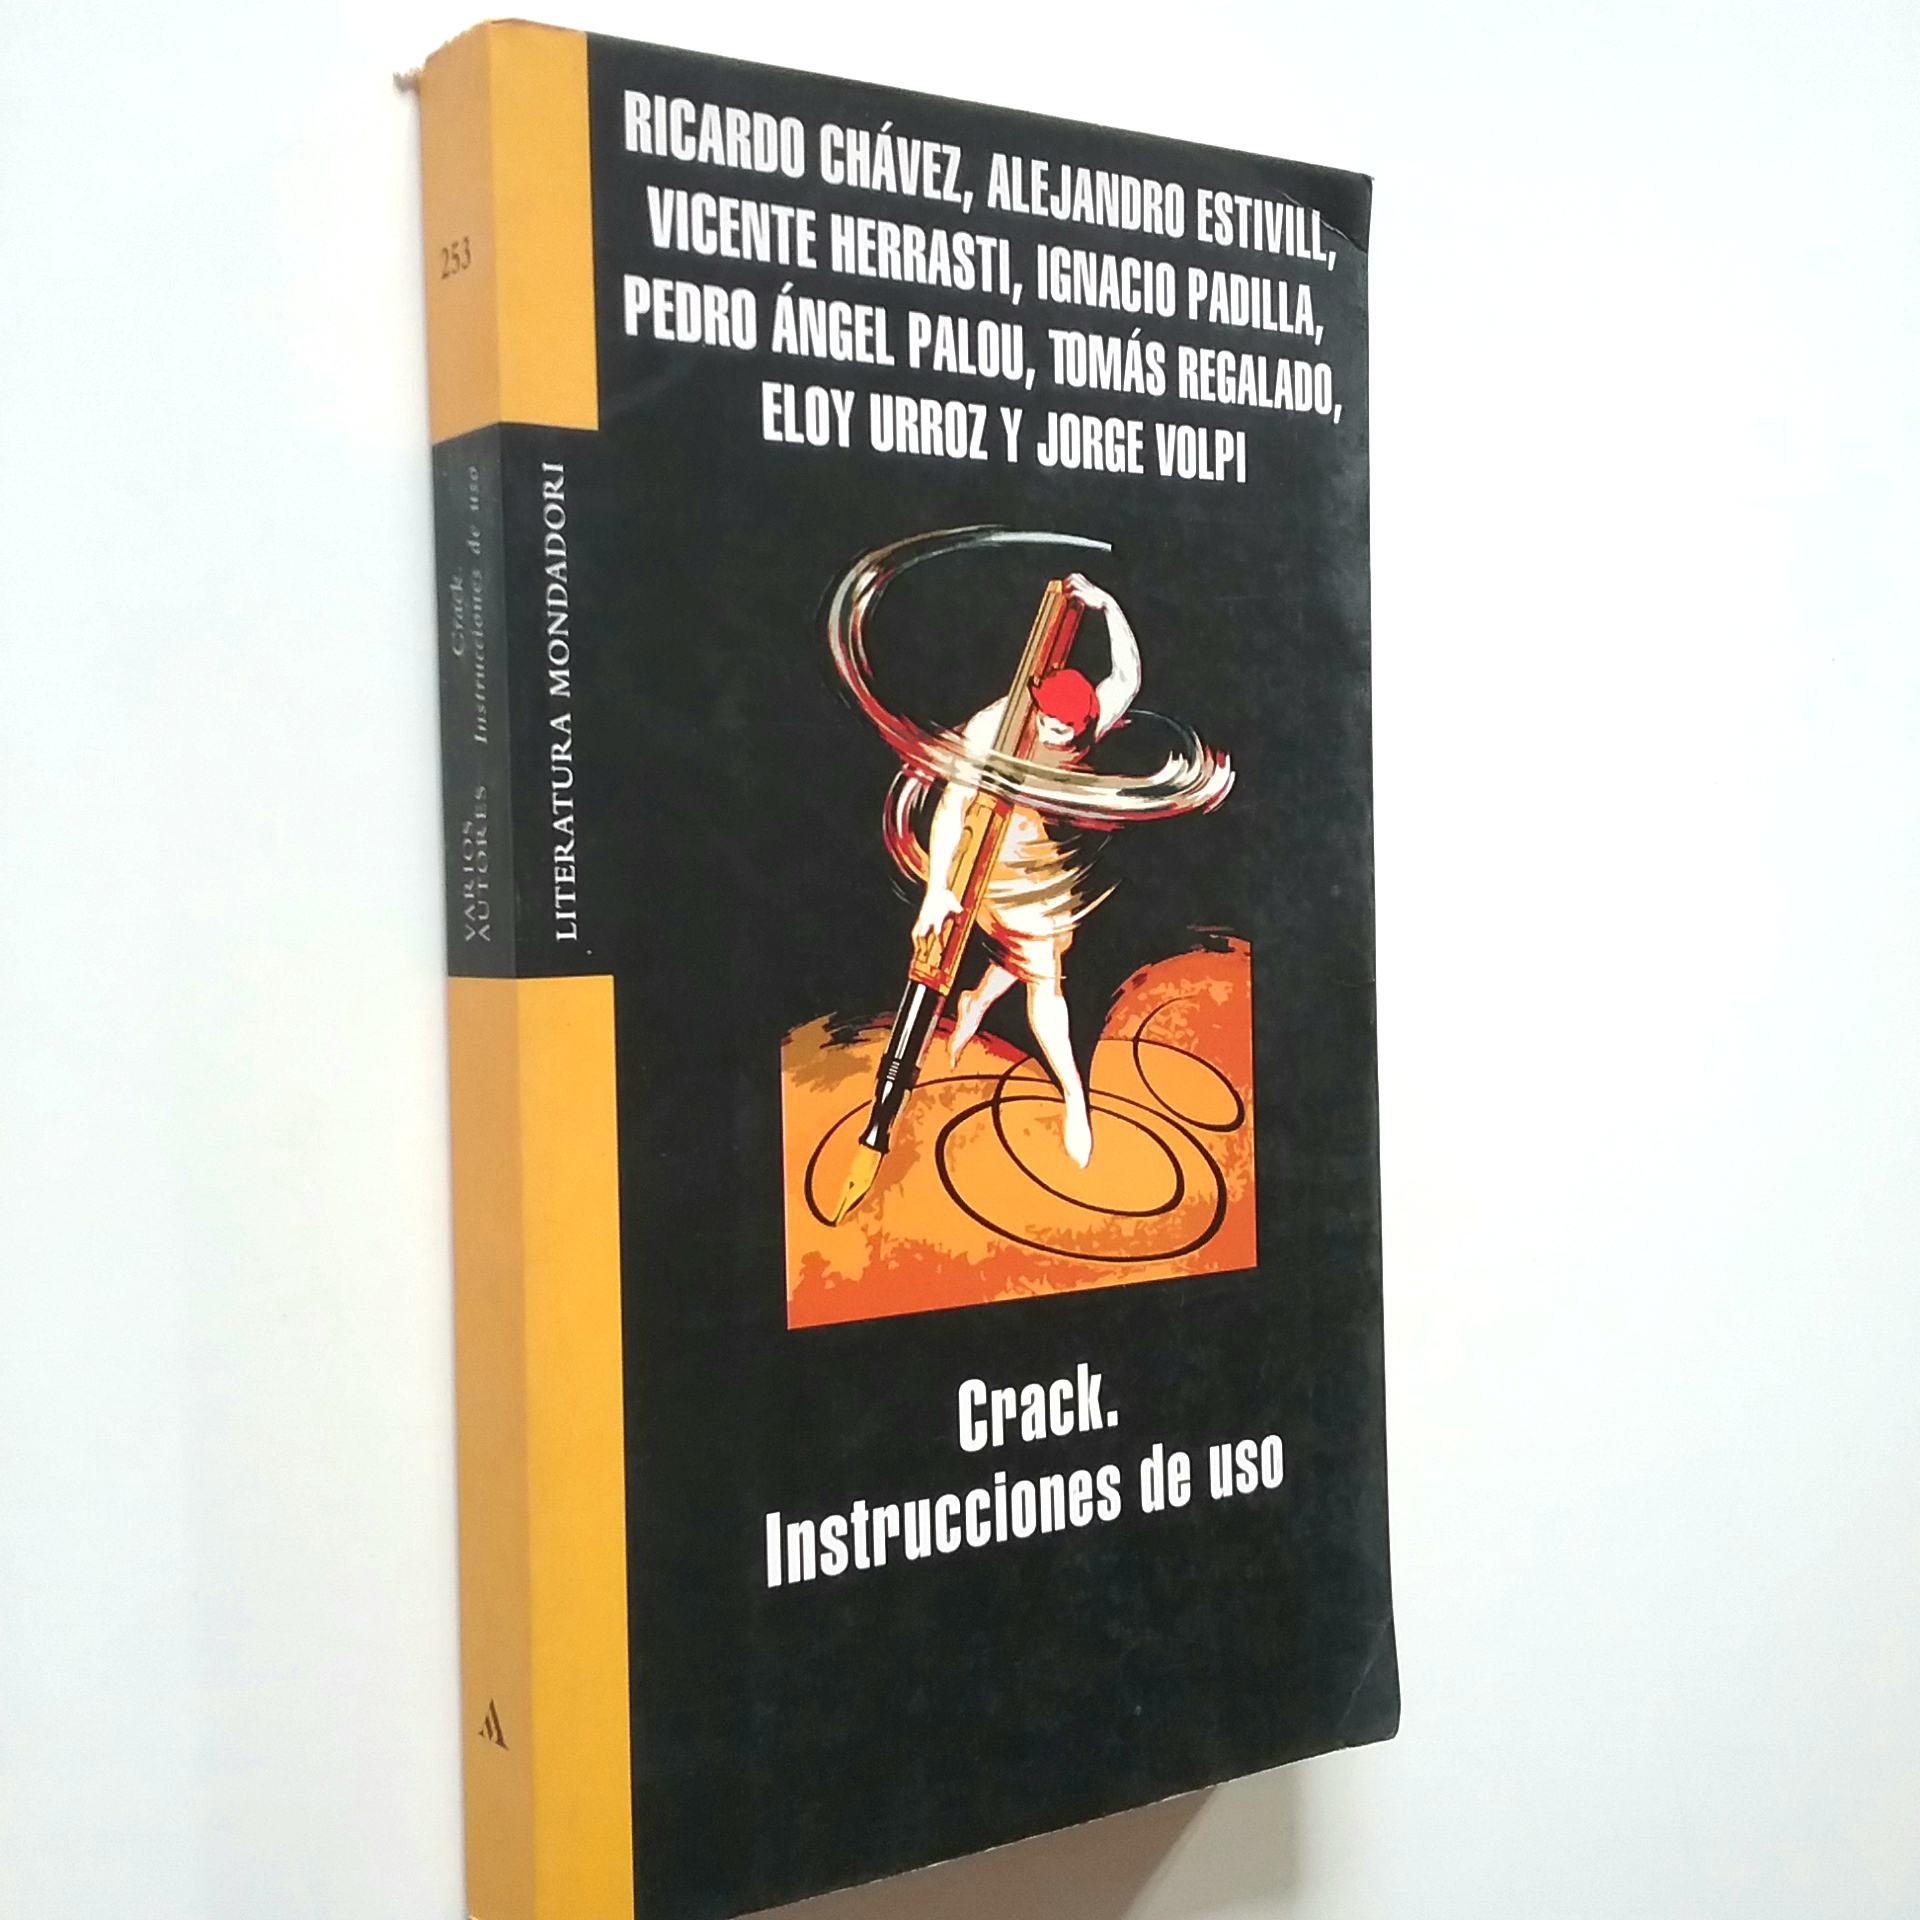 RICARDO CHÁVEZ, ALEJANDRO ESTIVILL,
VICENTE HERRASTI, IGNACIO PADILLA,
PEDRO ÁNGEL PALOU, TOMÁS REGALADO,
ELOY URROZ Y JORGE VOLPI
Crack.
Instrucciones de uso
LITERATURA MONDADORI
253
VARIOS
AUTORES
Crack.
Instrucciones de uso